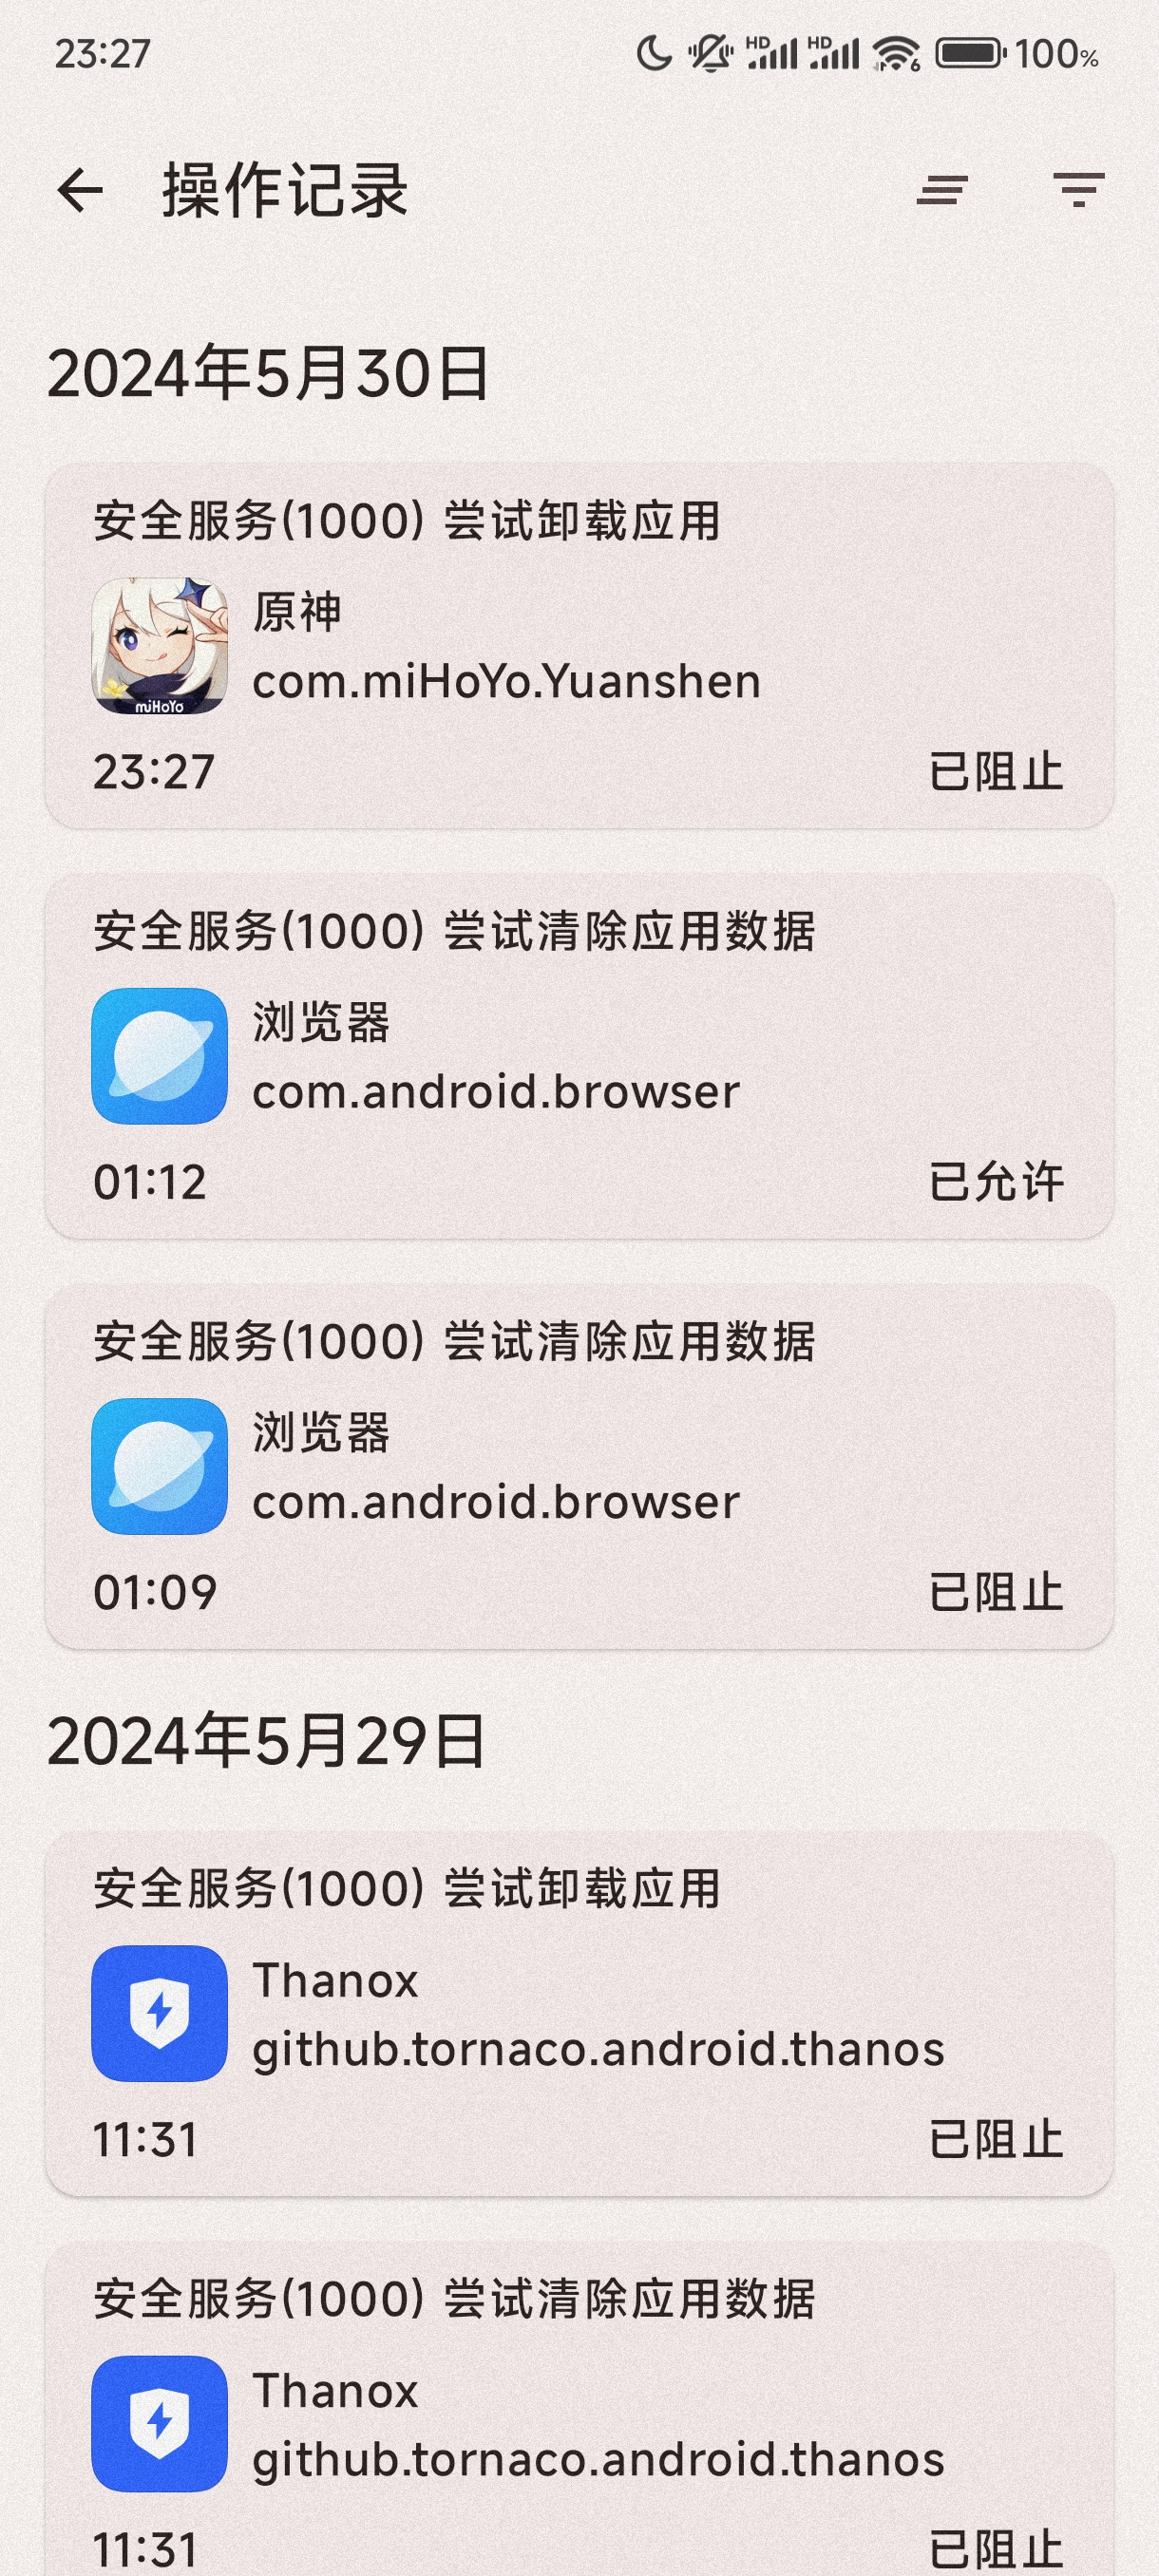 23:27
HD HD 6 100%
操作记录
2024年5月30日
安全服务(1000) 尝试卸载应用
原神
com.miHoYo.Yuanshen
miHoYo
23:27 已阻止
安全服务(1000) 尝试清除应用数据
浏览器
com.android.browser
01:12 已允许
安全服务(1000) 尝试清除应用数据
浏览器
com.android.browser
01:09 已阻止
2024年5月29日
安全服务(1000) 尝试卸载应用
Thanox
github.tornaco.android.thanos
11:31 已阻止
安全服务(1000) 尝试清除应用数据
Thanox
github.tornaco.android.thanos
11:31 已阻止